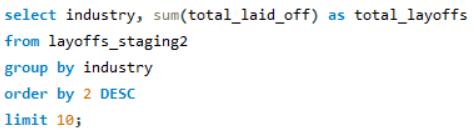 select industry, sum(total_laid_off) as total_layoffs
from layoffs_staging2
group by industry
order by 2 DESC
limit 10;